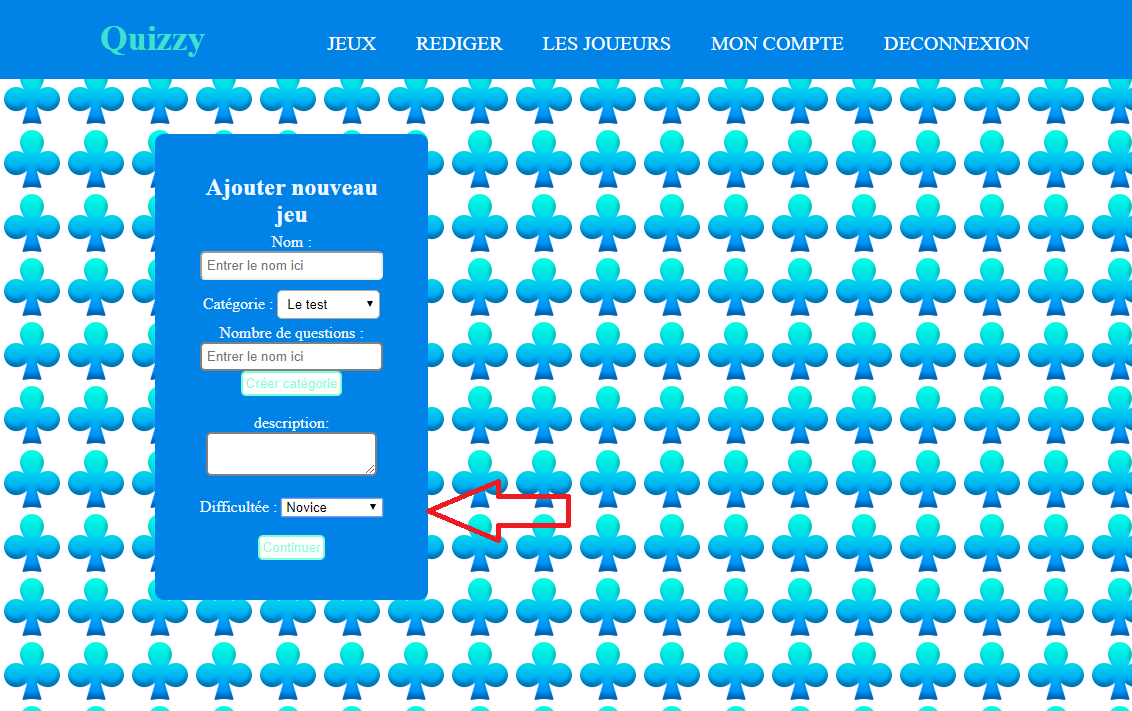 Quizzy JEUX REDIGER LES JOUEURS MON COMPTE DECONNEXION
Ajouter nouveau
jeu
Nom :
Entrer le nom ici
Catégorie : Le test
Nombre de questions :
Entrer le nom ici
Créer catégorie
description:
Difficultée : Novice
Continuer